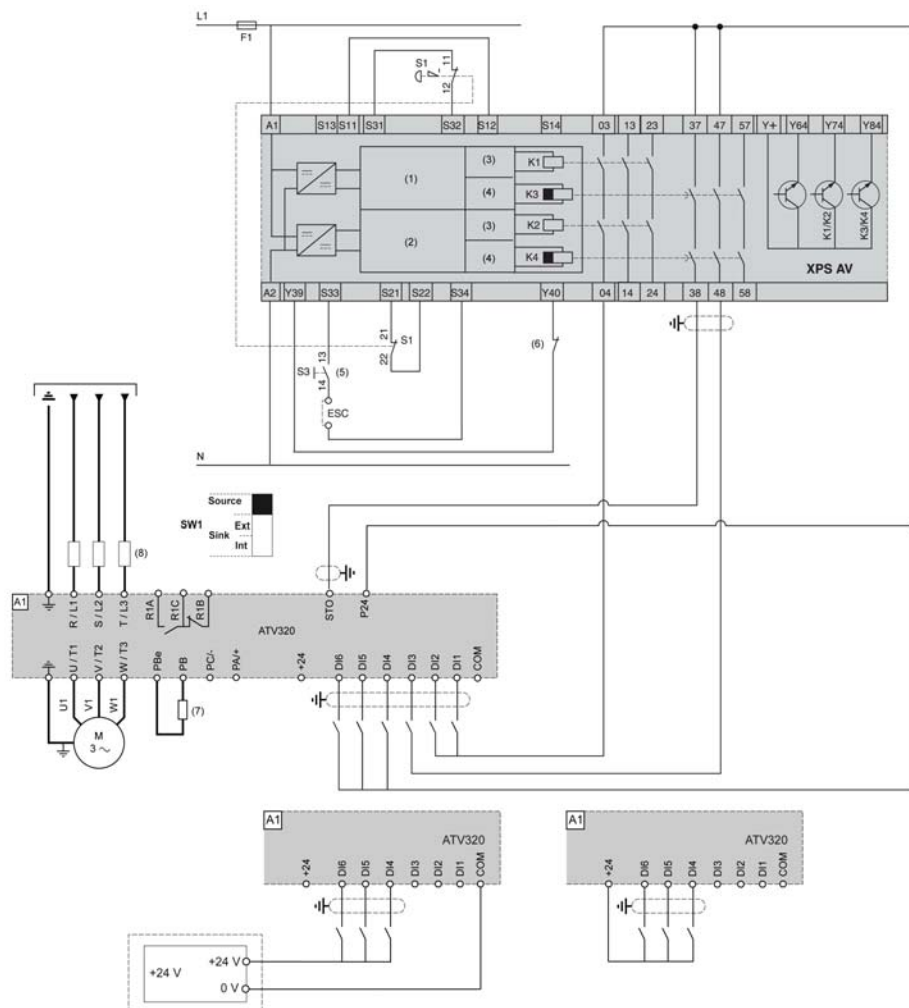 L1
F1
S1
11
12
A1 S13 S11 S31 S32 S12 S14 03 13 23 37 47 57 Y+ Y64 Y74 Y84
(1) (3) K1
(4) K3
(2) (3) K2
(4) K4
K1/K2
K3/K4
XPS AV
A2 Y39 S33 S21 S22 S34 Y40 04 14 24 38 48 58
21
22
S1
(6)
13
14
S3
(5)
ESC
N
Source
SW1
Sink
Ext
Int
(8)
A1
R / L1
S / L2
T / L3
R1A
R1C
R1B
STO
P24
ATV320
U / T1
V / T2
W / T3
PBe
PB
PC/-
PA/+
+24
DI6
DI5
DI4
DI3
DI2
DI1
COM
U1
V1
W1
M
3 ~
(7)
A1
ATV320
+24
DI6
DI5
DI4
DI3
DI2
DI1
COM
+24 V
+24 V
0 V
A1
ATV320
+24
DI6
DI5
DI4
DI3
DI2
DI1
COM